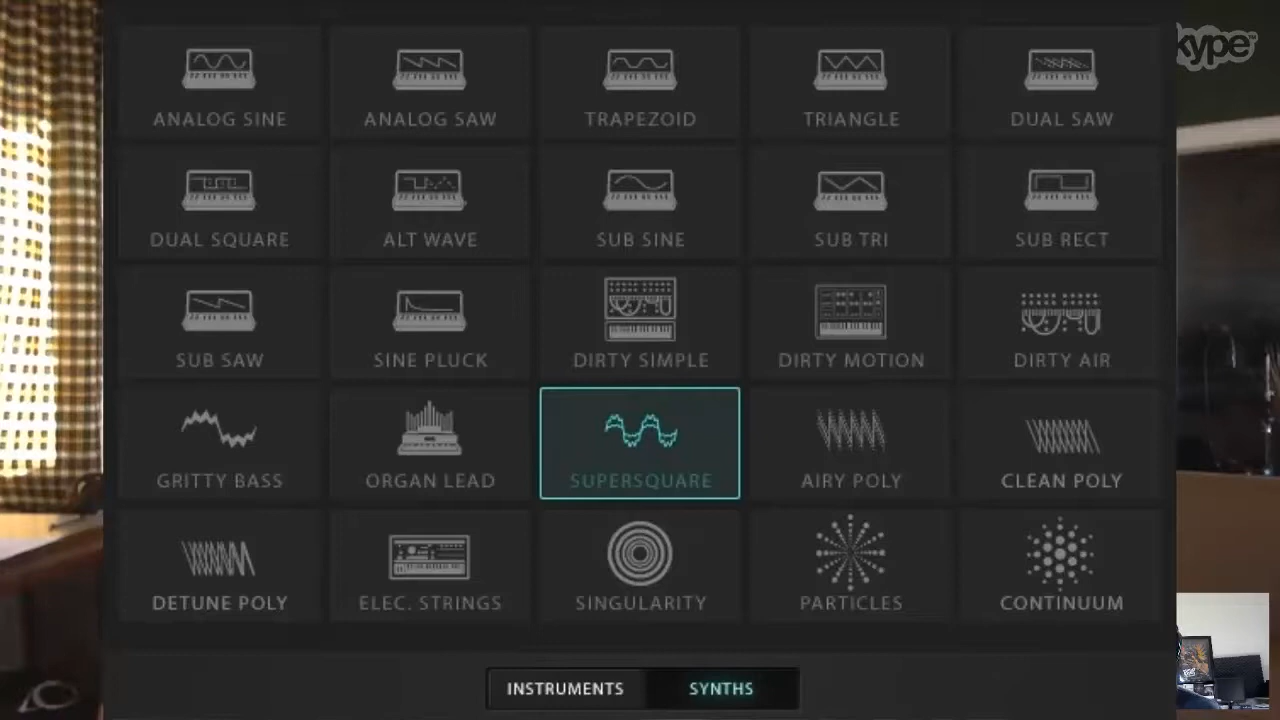 kype™
ANALOG SINE
ANALOG SAW
TRAPEZOID
TRIANGLE
DUAL SAW
DUAL SQUARE
ALT WAVE
SUB SINE
SUB TRI
SUB RECT
SUB SAW
SINE PLUCK
DIRTY SIMPLE
DIRTY MOTION
DIRTY AIR
GRITTY BASS
ORGAN LEAD
SUPERSQUARE
AIRY POLY
CLEAN POLY
DETUNE POLY
ELEC. STRINGS
SINGULARITY
PARTICLES
CONTINUUM
INSTRUMENTS
SYNTHS